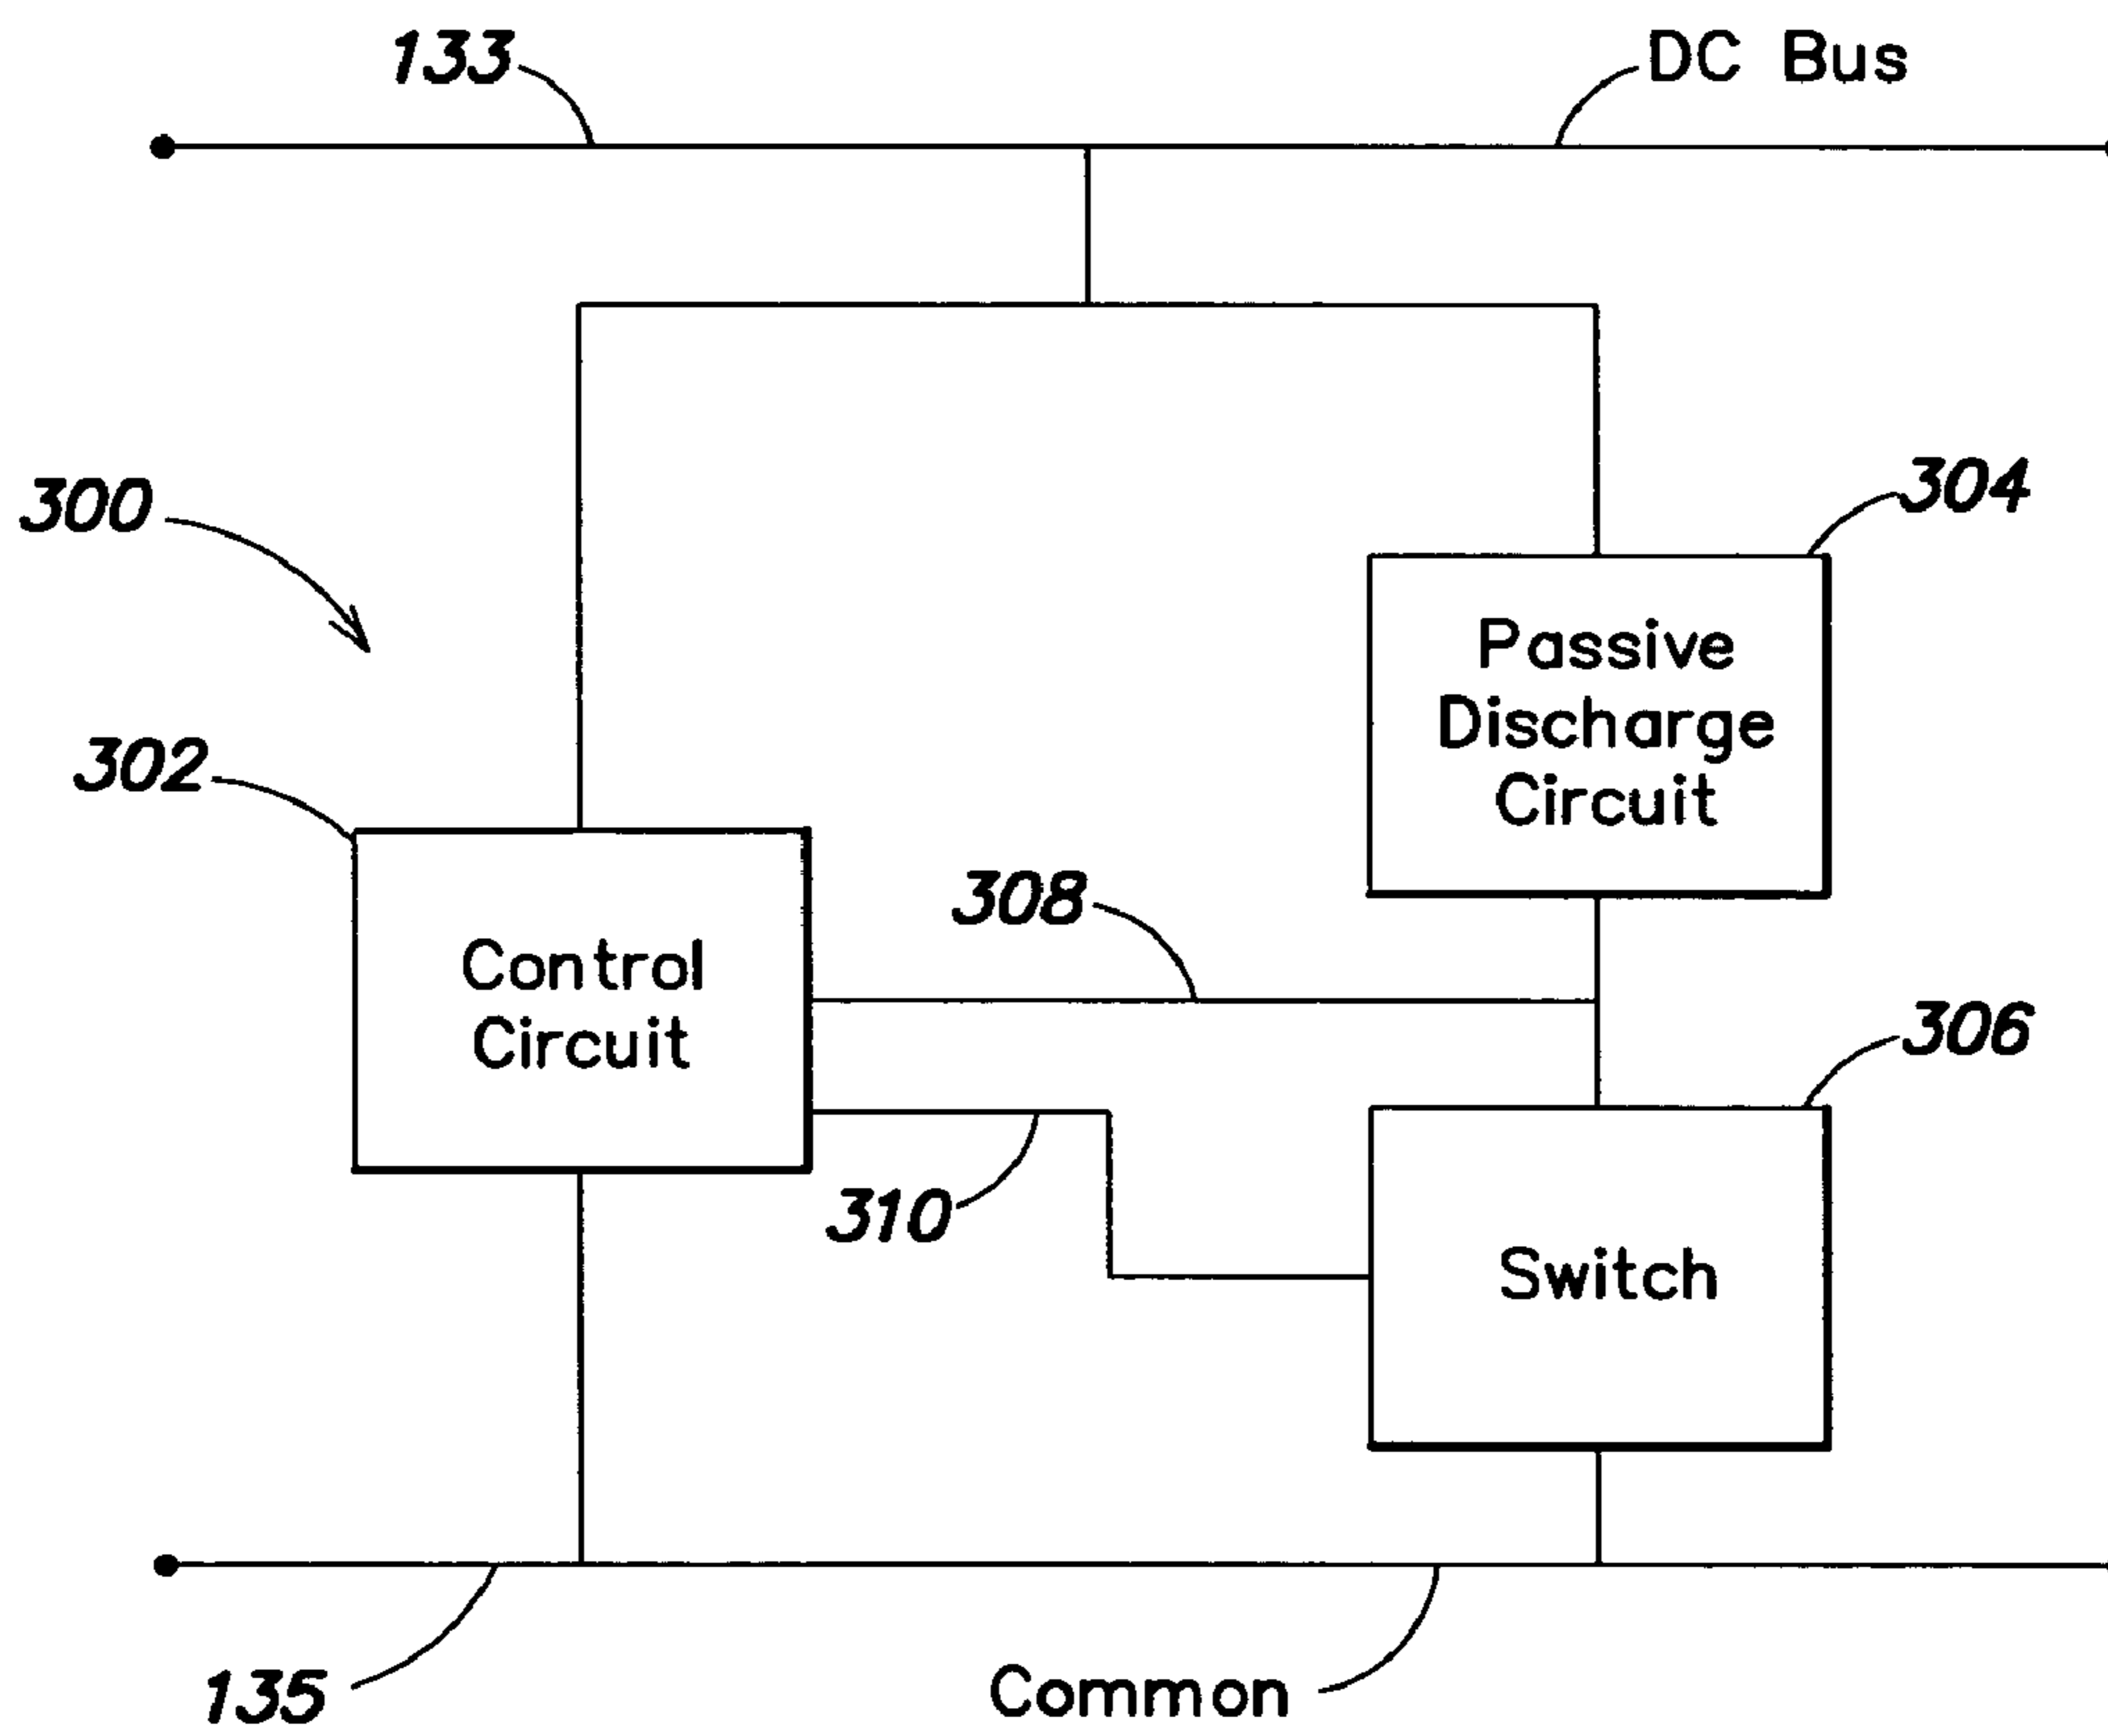 133
DC Bus
300
304
Passive
Discharge
Circuit
302
308
Control
Circuit
306
310
Switch
135
Common